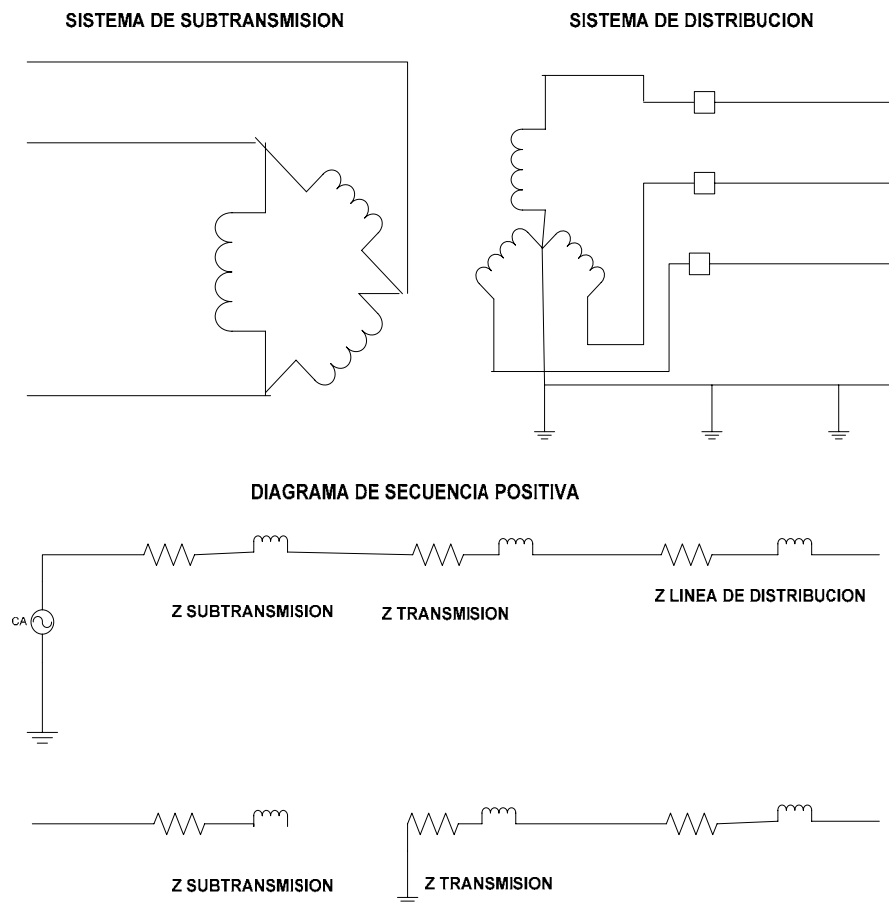 SISTEMA DE SUBTRANSMISION
SISTEMA DE DISTRIBUCION
DIAGRAMA DE SECUENCIA POSITIVA
Z SUBTRANSMISION
Z TRANSMISION
Z LINEA DE DISTRIBUCION
CA
Z SUBTRANSMISION
Z TRANSMISION